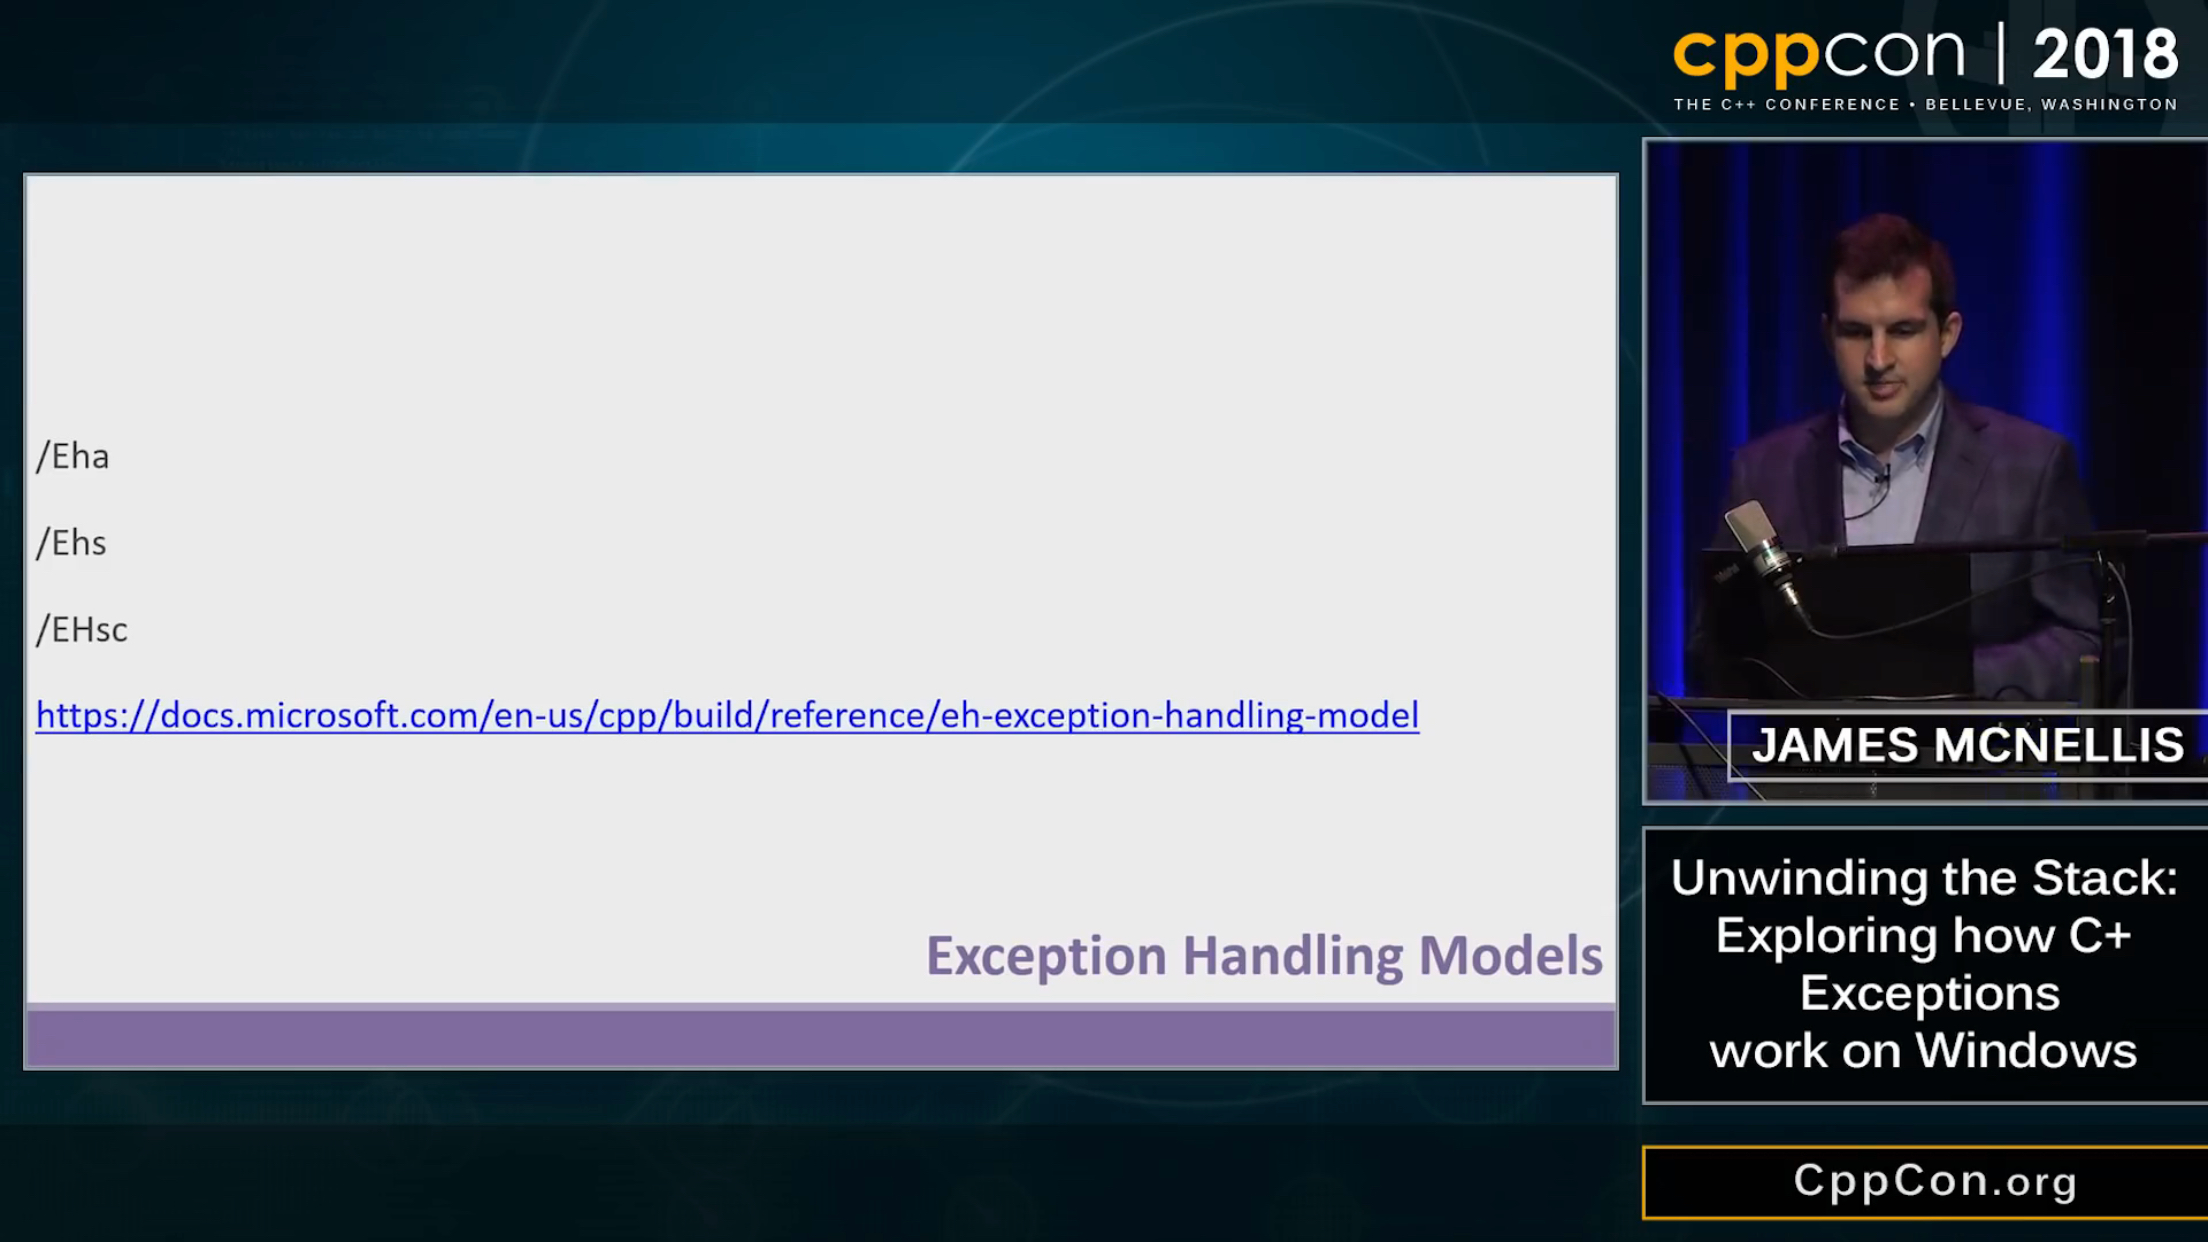 cppcon | 2018
THE C++ CONFERENCE • BELLEVUE, WASHINGTON
/Eha
/Ehs
/EHsc
https://docs.microsoft.com/en-us/cpp/build/reference/eh-exception-handling-model
Exception Handling Models
JAMES MCNELLIS
Unwinding the Stack:
Exploring how C+
Exceptions
work on Windows
CppCon.org